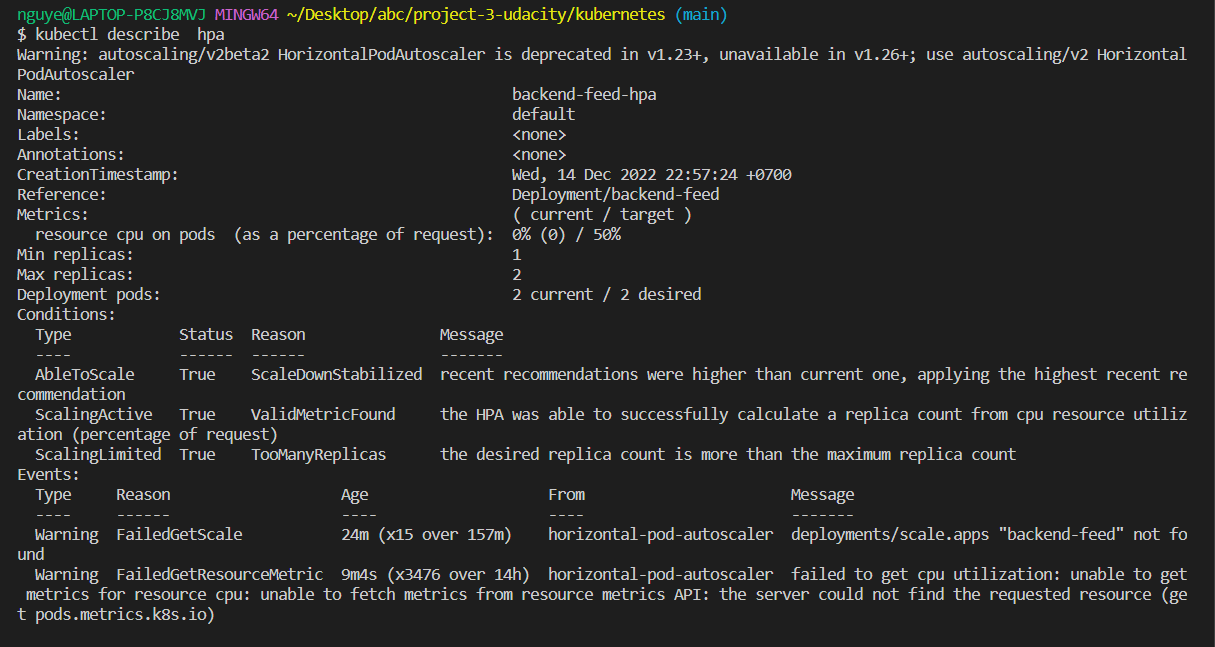 nguye@LAPTOP-P8CJ8MVJ MINGW64 ~/Desktop/abc/project-3-udacity/kubernetes (main)
$ kubectl describe  hpa
Warning: autoscaling/v2beta2 HorizontalPodAutoscaler is deprecated in v1.23+, unavailable in v1.26+; use autoscaling/v2 Horizontal
PodAutoscaler
Name:                                                  backend-feed-hpa
Namespace:                                             default
Labels:                                                <none>
Annotations:                                           <none>
CreationTimestamp:                                     Wed, 14 Dec 2022 22:57:24 +0700
Reference:                                             Deployment/backend-feed
Metrics:                                               ( current / target )
  resource cpu on pods  (as a percentage of request):  0% (0) / 50%
Min replicas:                                          1
Max replicas:                                          2
Deployment pods:                                       2 current / 2 desired
Conditions:
  Type            Status  Reason               Message
  ----            ------  ------               -------
  AbleToScale     True    ScaleDownStabilized  recent recommendations were higher than current one, applying the highest recent re
commendation
  ScalingActive   True    ValidMetricFound     the HPA was able to successfully calculate a replica count from cpu resource utiliz
ation (percentage of request)
  ScalingLimited  True    TooManyReplicas      the desired replica count is more than the maximum replica count
Events:
  Type     Reason                   Age                    From                       Message
  ----     ------                   ----                   ----                       -------
  Warning  FailedGetScale           24m (x15 over 157m)    horizontal-pod-autoscaler  deployments/scale.apps "backend-feed" not fo
und
  Warning  FailedGetResourceMetric  9m4s (x3476 over 14h)  horizontal-pod-autoscaler  failed to get cpu utilization: unable to get
 metrics for resource cpu: unable to fetch metrics from resource metrics API: the server could not find the requested resource (ge
t pods.metrics.k8s.io)